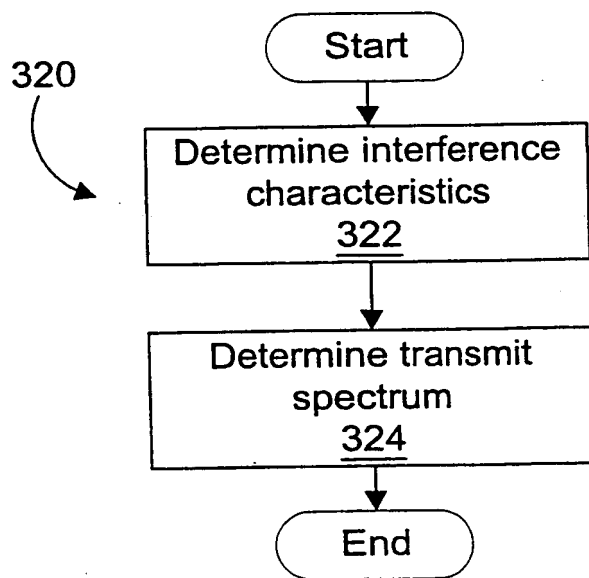 Start
320
Determine interference
characteristics
322
Determine transmit
spectrum
324
End